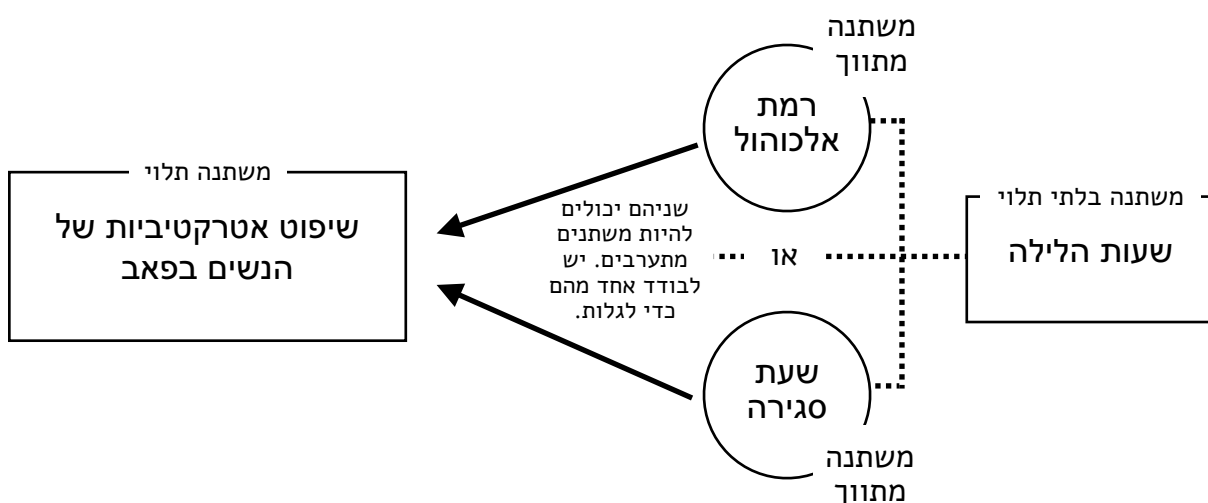 משתנה
מתווך
רמת
אלכוהול
משתנה בלתי תלוי
שעות הלילה
שניהם יכולים
להיות משתנים
מתערבים. יש
לבודד אחד מהם
כדי לגלות.
או
משתנה תלוי
שיפוט אטרקטיביות של
הנשים בפאב
שעת
סגירה
משתנה
מתווך